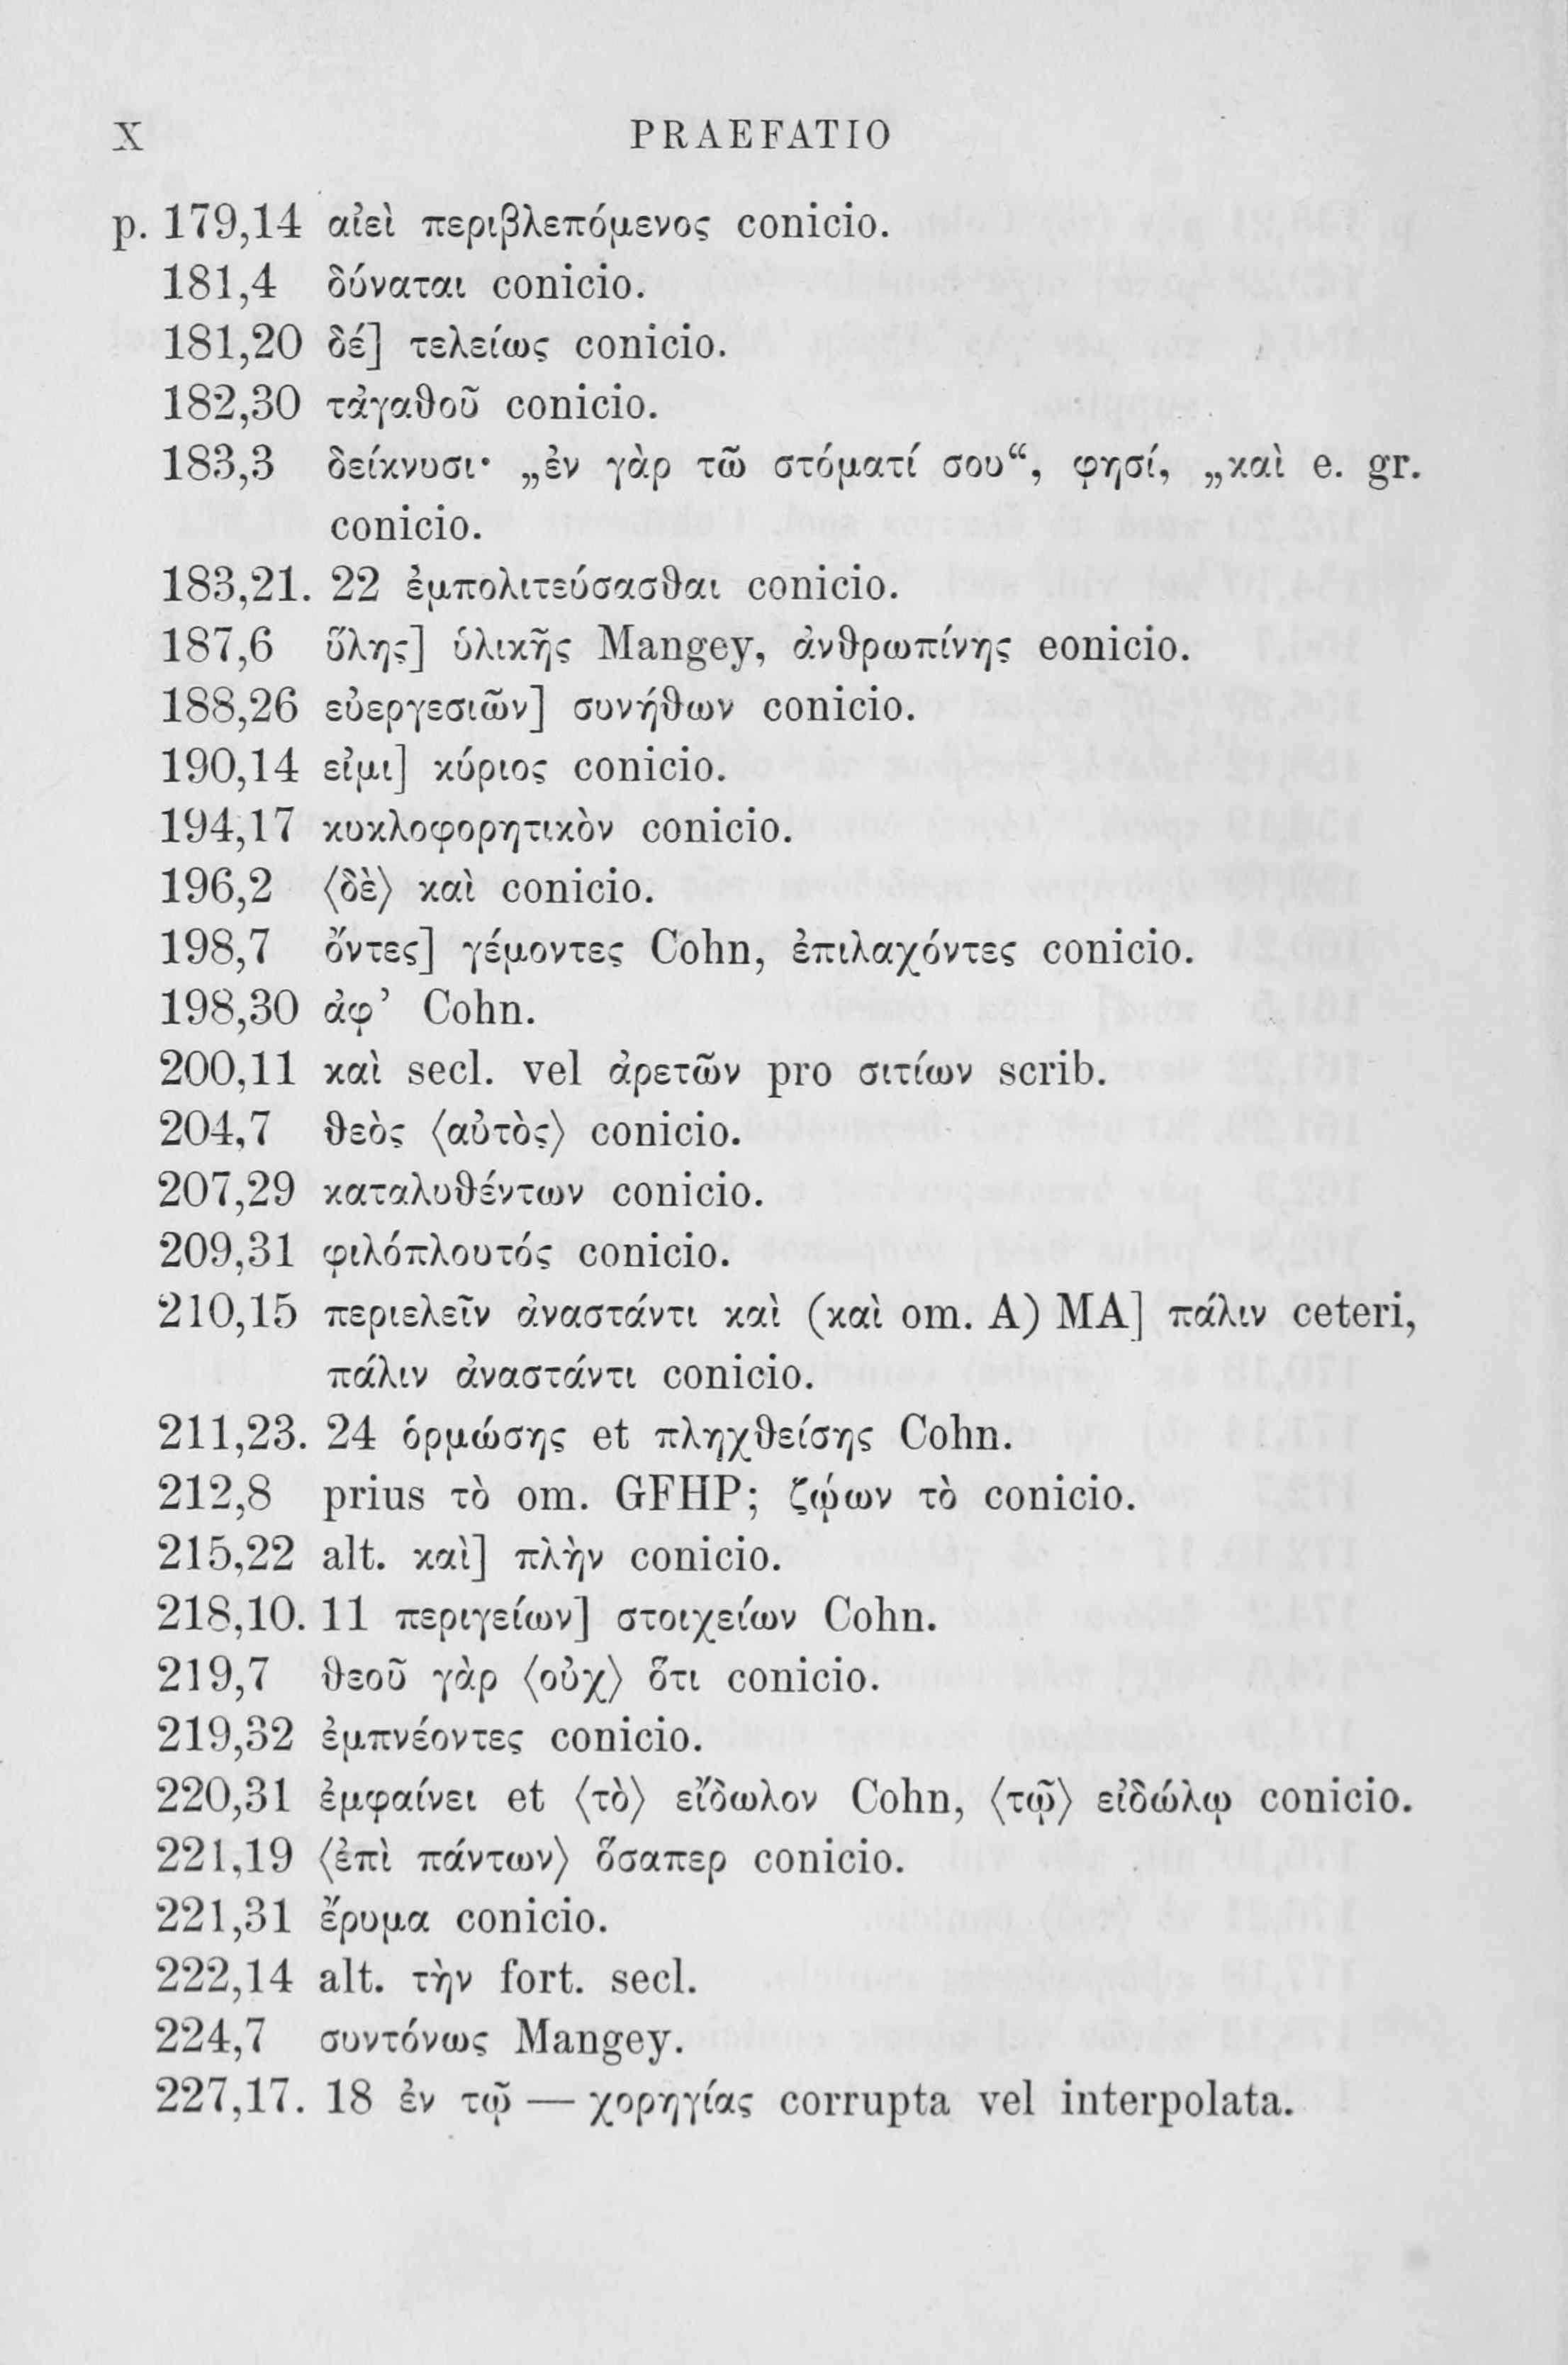 X PRAEFATIO
p. 179,14 αἰεὶ περιβλεπόμενος conicio.
181,4 δύναται conicio.
181,20 δέ] τελείως conicio.
182,30 τἀγαθοῦ conicio.
183,3 δείκνυσι· „ἐν γὰρ τῶ στόματί σου“, φησί, „καὶ e. gr.
conicio.
183,21. 22 ἐμπολιτεύσασθαι conicio.
187,6 ὕλης] ὑλικῆς Mangey, ἀνθρωπίνης eonicio.
188,26 εὐεργεσιῶν] συνήθων conicio.
190,14 εἶμι] κύριος conicio.
194,17 κυκλοφορητικὸν conicio.
196,2 ⟨δὲ⟩ καὶ conicio.
198,7 ὄντες] γέμοντες Cohn, ἐπιλαχόντες conicio.
198,30 ἀφ’ Cohn.
200,11 καὶ secl. vel ἀρετῶν pro σιτίων scrib.
204,7 θεὸς ⟨αὐτὸς⟩ conicio.
207,29 καταλυθέντων conicio.
209,31 φιλόπλουτός conicio.
210,15 περιελεῖν ἀναστάντι καὶ (καὶ om. A) MA] πάλιν ceteri,
πάλιν ἀναστάντι conicio.
211,23. 24 ὁρμώσης et πληχθείσης Cohn.
212,8 prius τὸ om. GFHP; ζῴων τὸ conicio.
215,22 alt. καὶ] πλὴν conicio.
218,10. 11 περιγείων] στοιχείων Cohn.
219,7 θεοῦ γὰρ ⟨οὐχ⟩ ὅτι conicio.
219,32 ἐμπνέοντες conicio.
220,31 ἐμφαίνει et ⟨τὸ⟩ εἴδωλον Cohn, ⟨τῷ⟩ εἰδώλῳ conicio.
221,19 ⟨ἐπὶ πάντων⟩ ὅσαπερ conicio.
221,31 ἔρυμα conicio.
222,14 alt. τὴν fort. secl.
224,7 συντόνως Mangey.
227,17. 18 ἐν τῷ — χορηγίας corrupta vel interpolata.